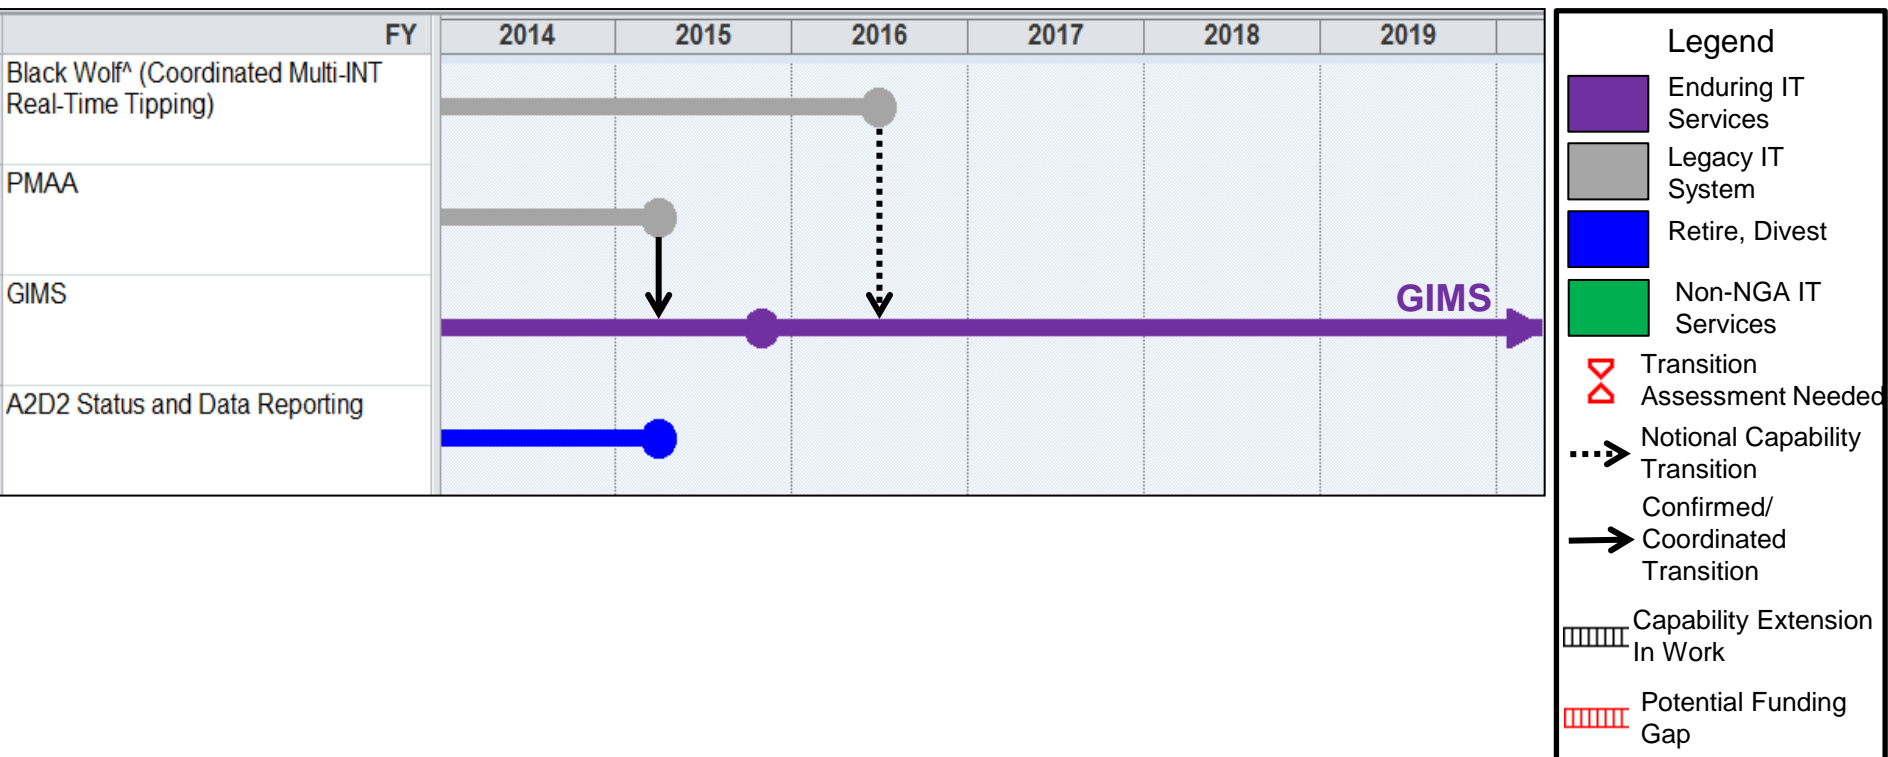 FY 2014 2015 2016 2017 2018 2019
Black Wolf^ (Coordinated Multi-INT
Real-Time Tipping)
PMAA
GIMS
GIMS
A2D2 Status and Data Reporting
Legend
Enduring IT
Services
Legacy IT
System
Retire, Divest
Non-NGA IT
Services
Transition
Assessment Needed
Notional Capability
Transition
Confirmed/
Coordinated
Transition
Capability Extension
In Work
Potential Funding
Gap